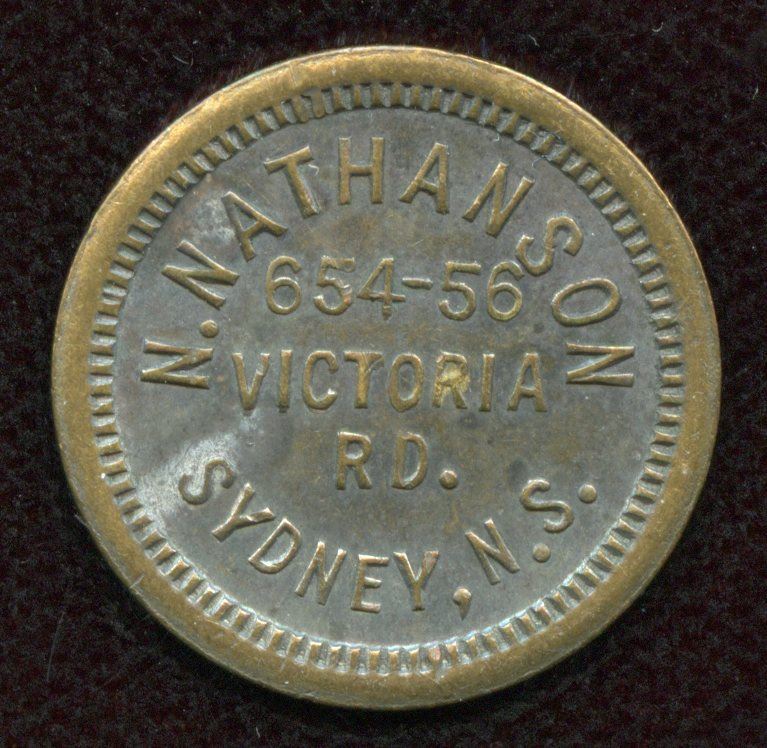 N. NATHANSON
654-56
VICTORIA
RD.
SYDNEY, N.S.